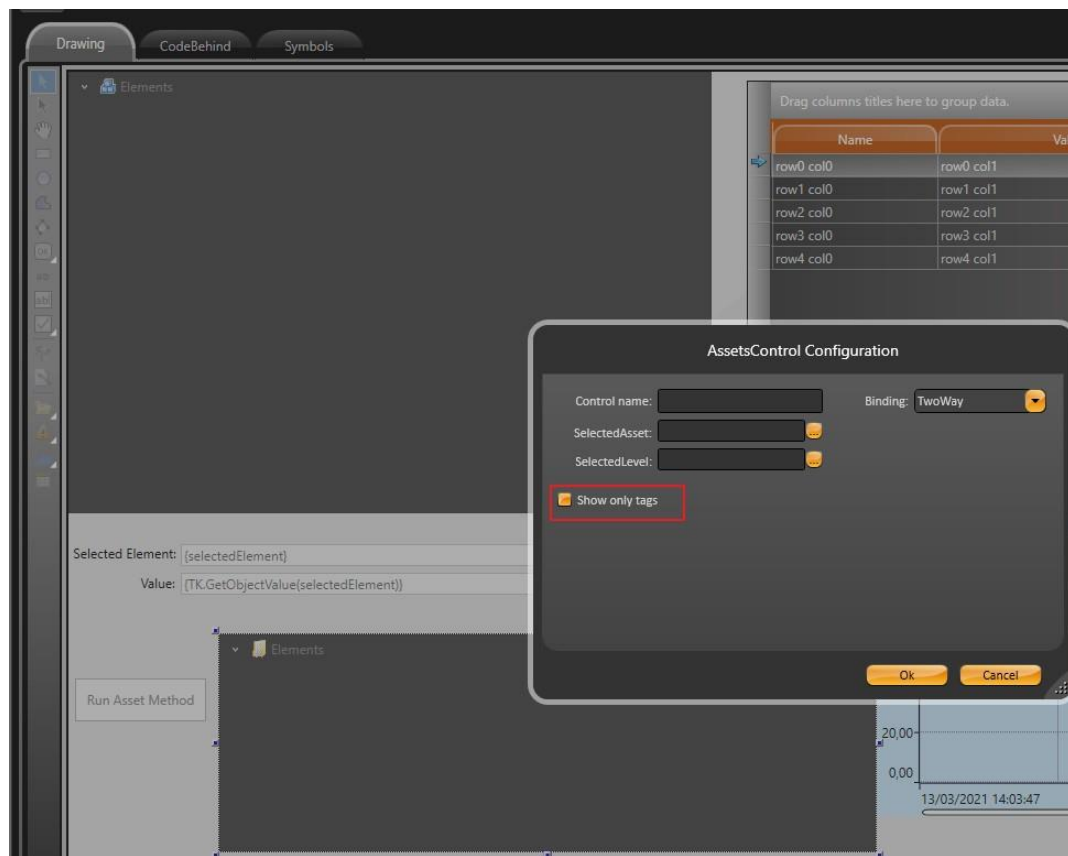 Drawing CodeBehind Symbols
Elements
Drag columns titles here to group data.
Name Va
row0 col0 row0 col1
row1 col0 row1 col1
row2 col0 row2 col1
row3 col0 row3 col1
row4 col0 row4 col1
AssetsControl Configuration
Control name: Binding: TwoWay
SelectedAsset: ...
SelectedLevel: ...
Show only tags
Ok Cancel
Selected Element: {selectedElement}
Value: {TK.GetObjectValue(selectedElement)}
Elements
Run Asset Method
20,00
0,00
13/03/2021 14:03:47